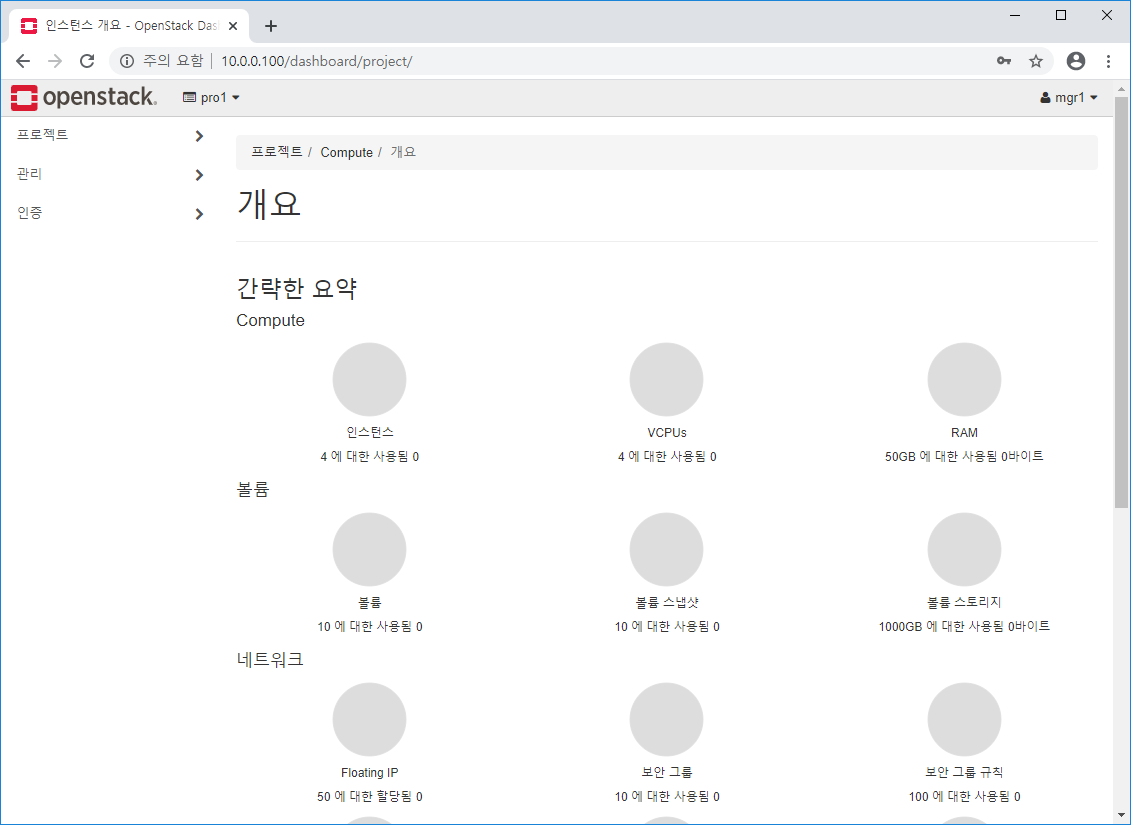 인스턴스 개요 - OpenStack Das
주의 요함 | 10.0.0.100/dashboard/project/
openstack. pro1 mgr1
프로젝트
관리
인증
프로젝트 / Compute / 개요
개요
간략한 요약
Compute
인스턴스 VCPUs RAM
4 에 대한 사용됨 0 4 에 대한 사용됨 0 50GB 에 대한 사용됨 0바이트
볼륨
볼륨 볼륨 스냅샷 볼륨 스토리지
10 에 대한 사용됨 0 10 에 대한 사용됨 0 1000GB 에 대한 사용됨 0바이트
네트워크
Floating IP 보안 그룹 보안 그룹 규칙
50 에 대한 할당됨 0 10 에 대한 사용됨 0 100 에 대한 사용됨 0